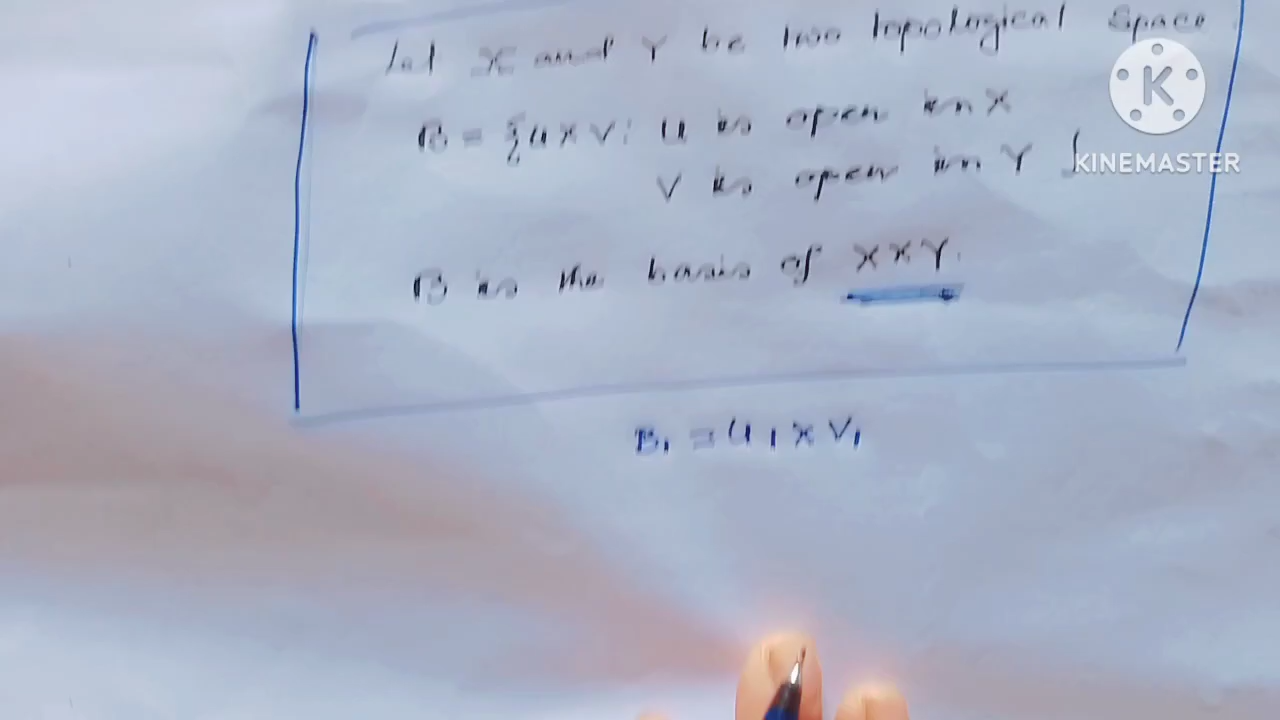 Let X and Y be two topological space.
B = {U x V: U is open in X
V is open in Y }
KINEMASTER
B is the basis of X x Y.
B1 = U1 x V1